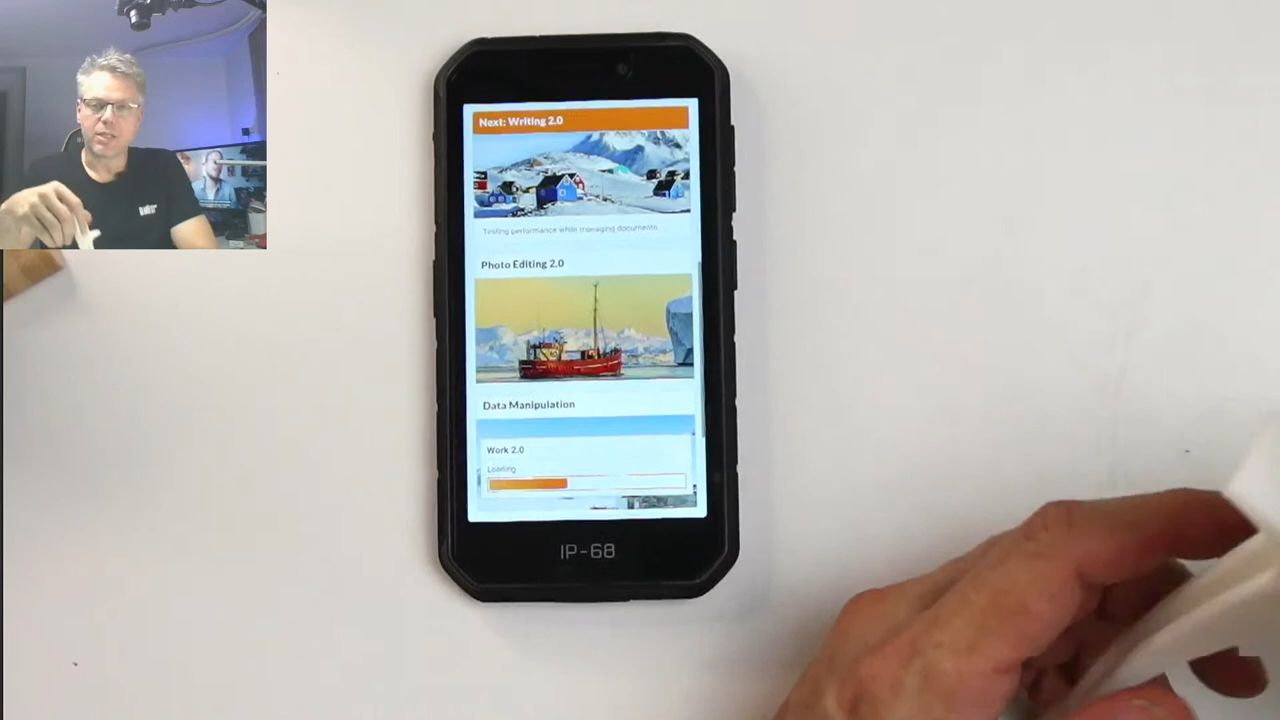 Next: Writing 2.0
Testing performance while managing documents.
Photo Editing 2.0
Data Manipulation
Work 2.0
Loading
IP-68